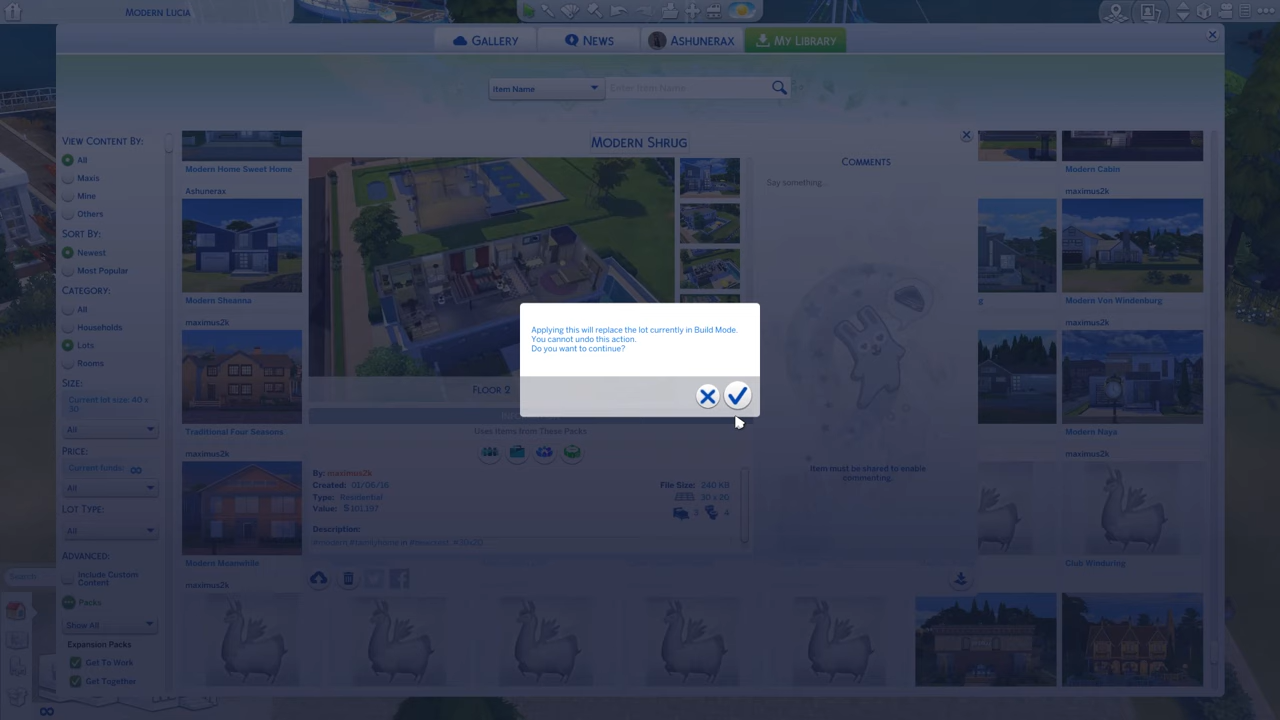 Modern Lucia
Gallery
News
Ashunerax
My Library
Item Name
Enter Item Name
View Content By:
All
Maxis
Mine
Others
Sort By:
Newest
Most Popular
Category:
All
Households
Lots
Rooms
Size:
Current lot size: 40 x
30
All
Price:
Current funds: ∞
All
Lot Type:
All
Advanced:
Include Custom
Content
Packs
Show All
Expansion Packs
Get To Work
Get Together
Search
Modern Home Sweet Home
Ashunerax
Modern Sheanna
maximus2k
Traditional Four Seasons
maximus2k
maximus2k
Modern Shrug
Floor 2
Applying this will replace the lot currently in Build Mode.
You cannot undo this action.
Do you want to continue?
Uses Items from These Packs
By: maximus2k
Created: 01/06/16
Type: Residential
Value: §101,197
File Size: 240 KB
30 x 20
3
4
Description:
Comments
Say something...
Item must be shared to enable
commenting.
Modern Cabin
maximus2k
Modern Von Windenburg
maximus2k
Modern Naya
maximus2k
Club Winduring